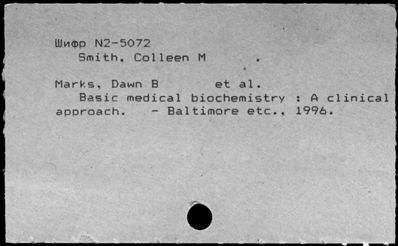 Шифр N2-5072
Smith, Colleen M .
Marks, Dawn B et al.
Basic medical biochemistry : A clinical
approach. - Baltimore etc., 1996.